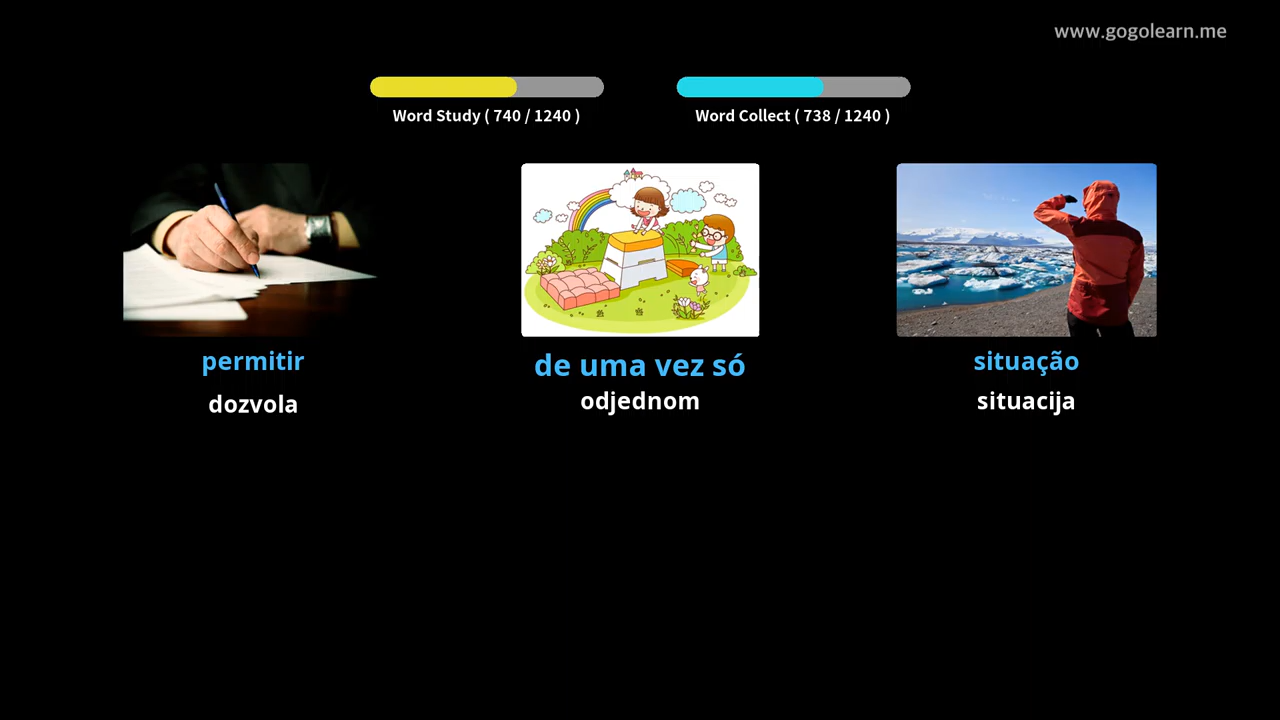 www.gogolearn.me
Word Study ( 740 / 1240 )
Word Collect ( 738 / 1240 )
permitir
dozvola
de uma vez só
odjednom
situação
situacija